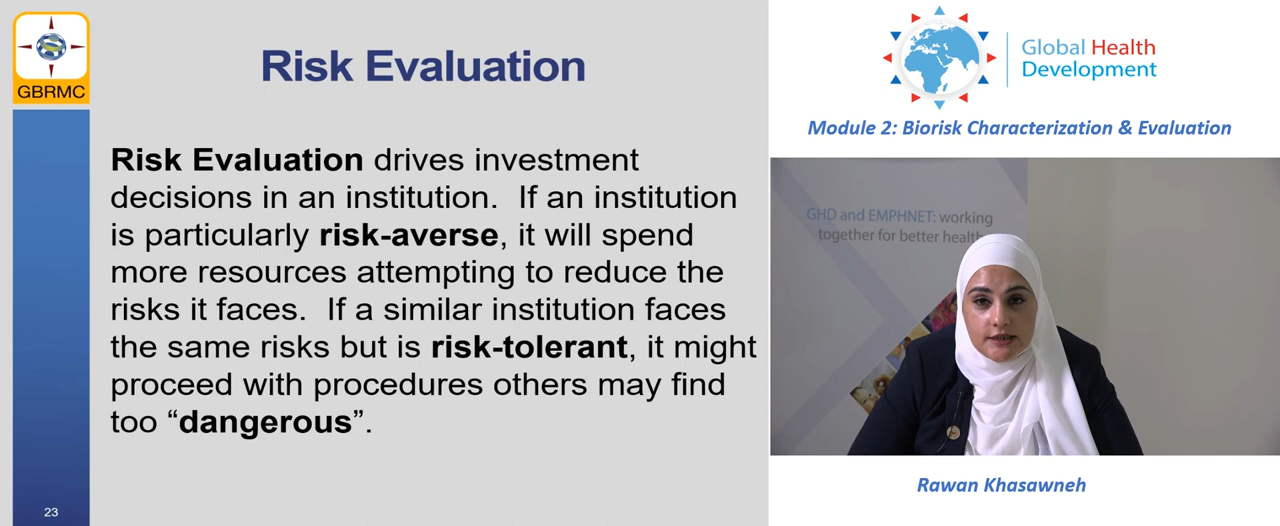 GBRMC
Risk Evaluation
Risk Evaluation drives investment
decisions in an institution.  If an institution
is particularly risk-averse, it will spend
more resources attempting to reduce the
risks it faces.  If a similar institution faces
the same risks but is risk-tolerant, it might
proceed with procedures others may find
too “dangerous”.
23
Global Health
Development
Module 2: Biorisk Characterization & Evaluation
GHD and EMPHNET: working
together for better health
Rawan Khasawneh